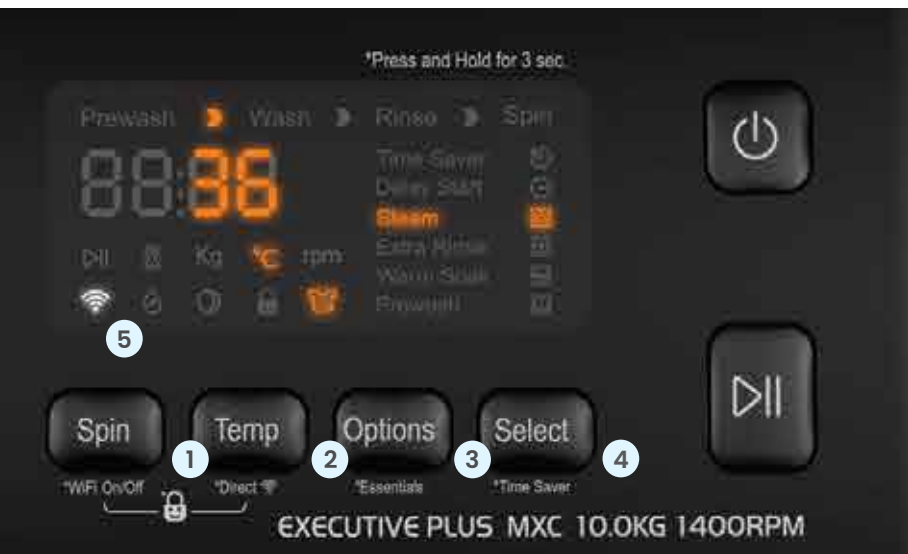 *Press and Hold for 3 sec.
Prewash Wash Rinse Spin
88:36
Time Saver
Delay Start
Steam
Extra Rinse
Kg °C rpm
Warm Soak
Prewash
5
Spin Temp Options Select
1 2 3 4
*WiFi On/Off *Direct *Essentials *Time Saver
EXECUTIVE PLUS MXC 10.0KG 1400RPM